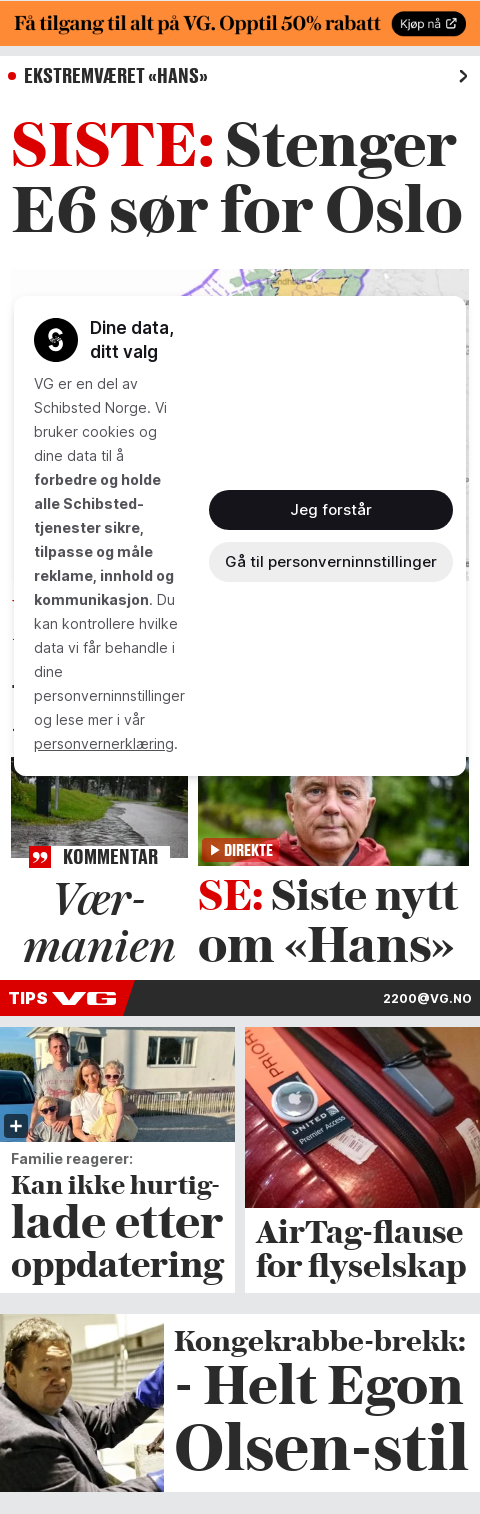 Få tilgang til alt på VG. Opptil 50% rabatt
Kjøp nå
EKSTREMVÆRET «HANS»
SISTE: Stenger
E6 sør for Oslo
Dine data,
ditt valg
VG er en del av
Schibsted Norge. Vi
bruker cookies og
dine data til å
forbedre og holde
alle Schibsted-
tjenester sikre,
tilpasse og måle
reklame, innhold og
kommunikasjon. Du
kan kontrollere hvilke
data vi får behandle i
dine
personverninnstillinger
og lese mer i vår
personvernerklæring.
Jeg forstår
Gå til personverninnstillinger
KOMMENTAR
Vær-
manien
DIREKTE
SE: Siste nytt
om «Hans»
TIPS VG
2200@VG.NO
Familie reagerer:
Kan ikke hurtig-
lade etter
oppdatering
UNITED
Premier Access
AirTag-flause
for flyselskap
Kongekrabbe-brekk:
- Helt Egon
Olsen-stil